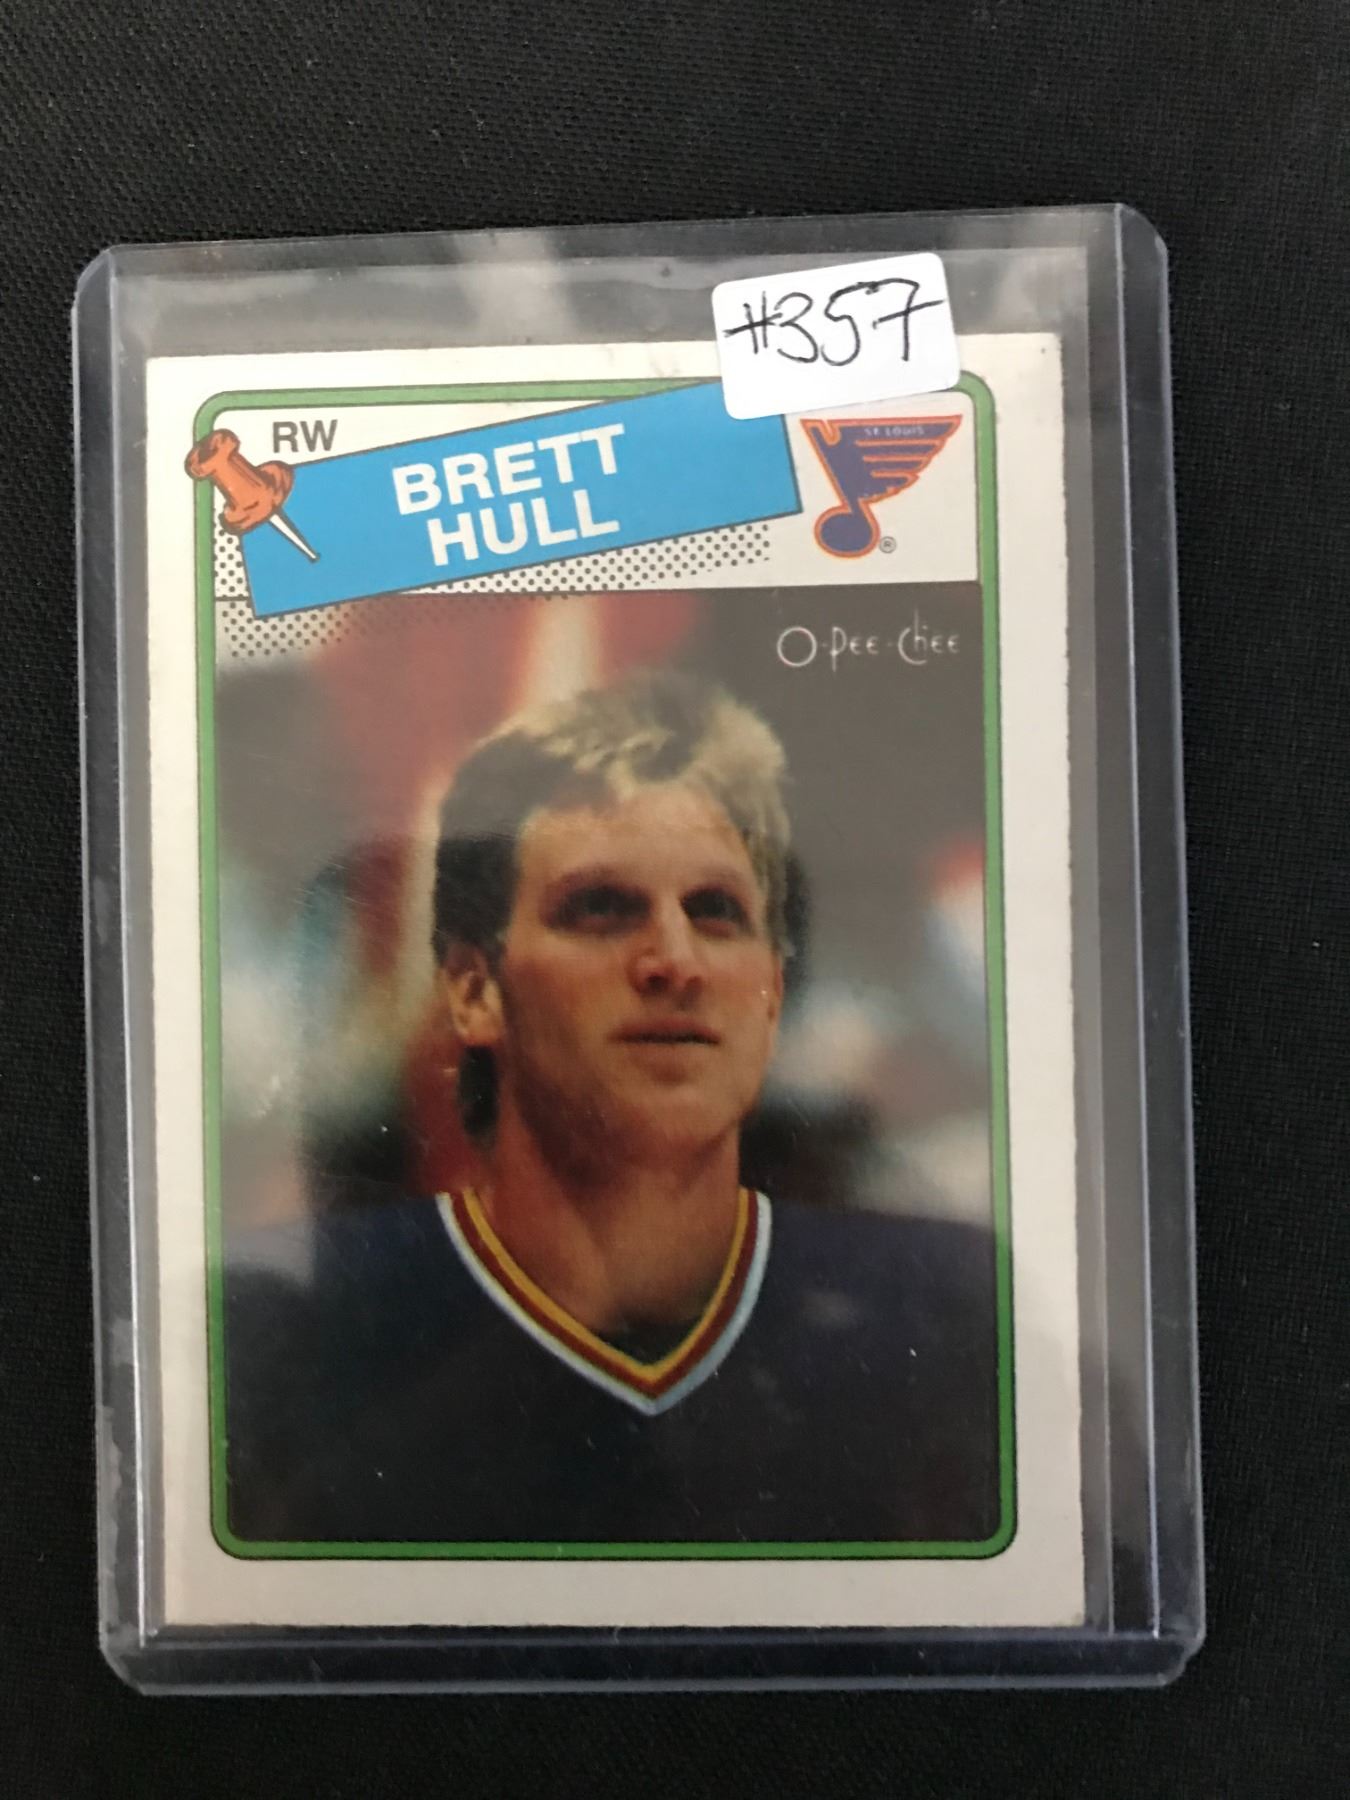 #357
RW
BRETT
HULL
ST. LOUIS
®
O-Pee-Chee